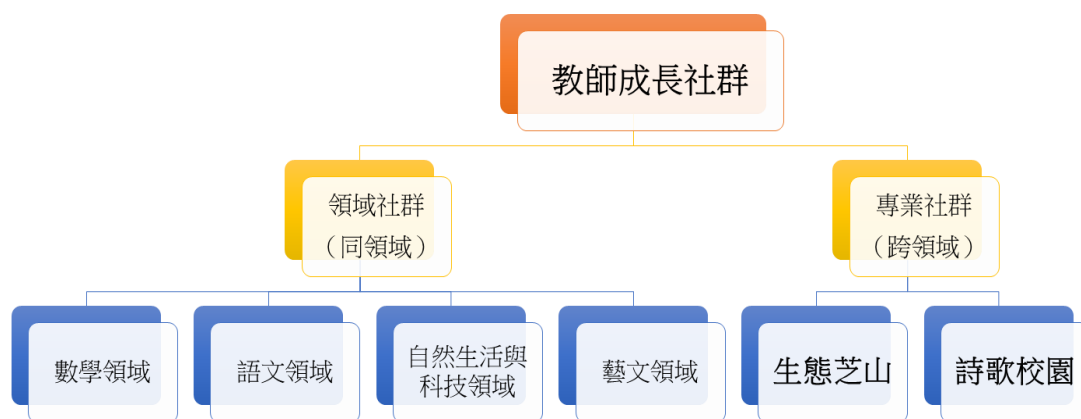 教師成長社群
領域社群
（同領域）
專業社群
（跨領域）
數學領域
語文領域
自然生活與
科技領域
藝文領域
生態芝山
詩歌校園